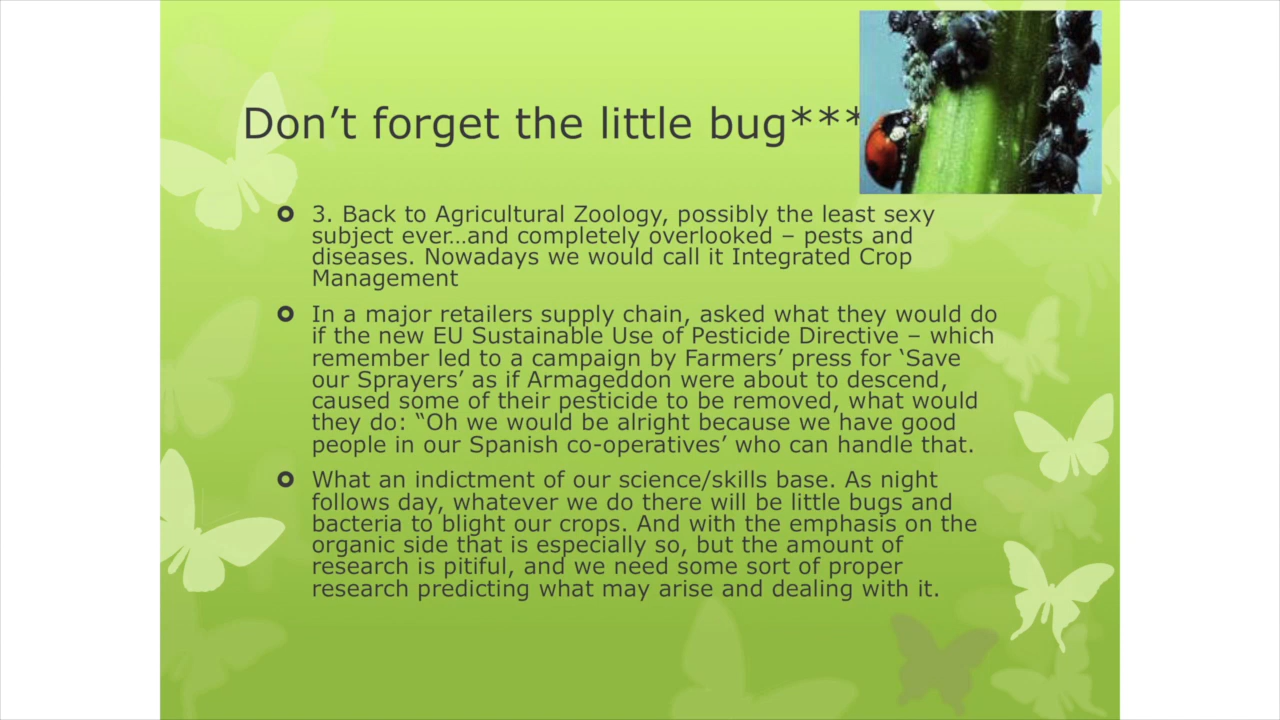 Don’t forget the little bug***
3. Back to Agricultural Zoology, possibly the least sexy
subject ever…and completely overlooked – pests and
diseases. Nowadays we would call it Integrated Crop
Management
In a major retailers supply chain, asked what they would do
if the new EU Sustainable Use of Pesticide Directive – which
remember led to a campaign by Farmers’ press for ‘Save
our Sprayers’ as if Armageddon were about to descend,
caused some of their pesticide to be removed, what would
they do: “Oh we would be alright because we have good
people in our Spanish co-operatives’ who can handle that.
What an indictment of our science/skills base. As night
follows day, whatever we do there will be little bugs and
bacteria to blight our crops. And with the emphasis on the
organic side that is especially so, but the amount of
research is pitiful, and we need some sort of proper
research predicting what may arise and dealing with it.